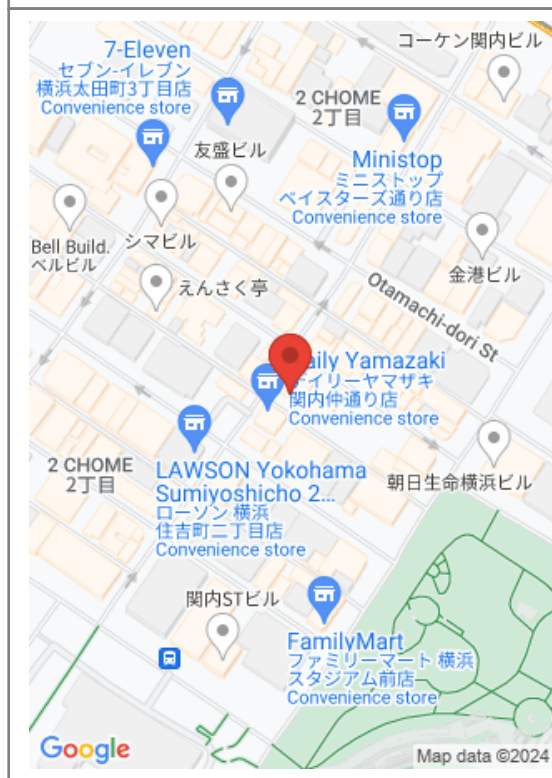 コーケン関内ビル
7-Eleven
セブン-イレブン
横浜太田町3丁目店
Convenience store
2 CHOME
2丁目
友盛ビル
Ministop
ミニストップ
ベイスターズ通り店
Convenience store
Bell Build.
ベルビル
シマビル
金港ビル
えんさく亭
Otamachi-dori St
aily Yamazaki
デイリーヤマザキ
関内仲通り店
Convenience store
2 CHOME
2丁目
LAWSON Yokohama
Sumiyoshicho 2...
ローソン 横浜
住吉町二丁目店
Convenience store
朝日生命横浜ビル
関内STビル
FamilyMart
ファミリーマート 横浜
スタジアム前店
Convenience store
Google
Map data ©2024